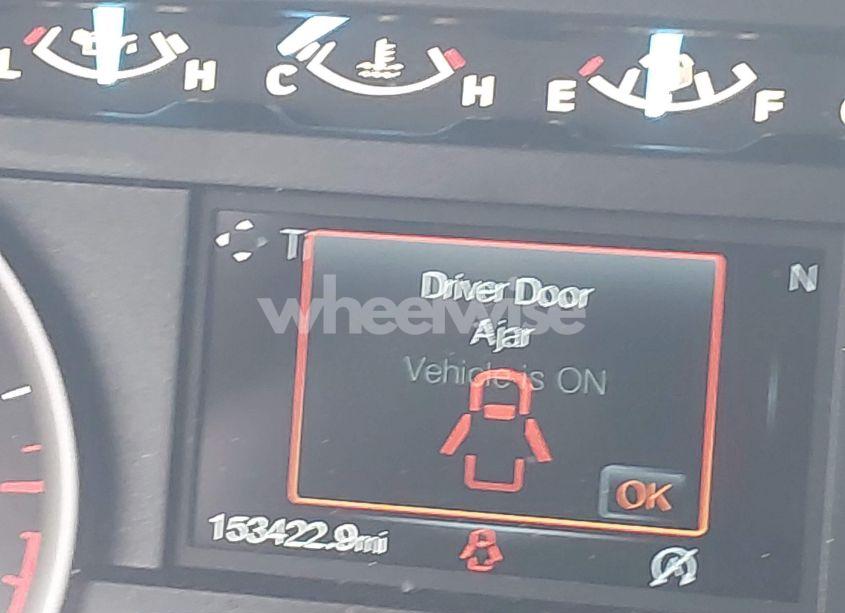 L H C H E F
T N
Driver Door
Ajar
wheelwise
Vehicle is ON
OK
153422.9mi